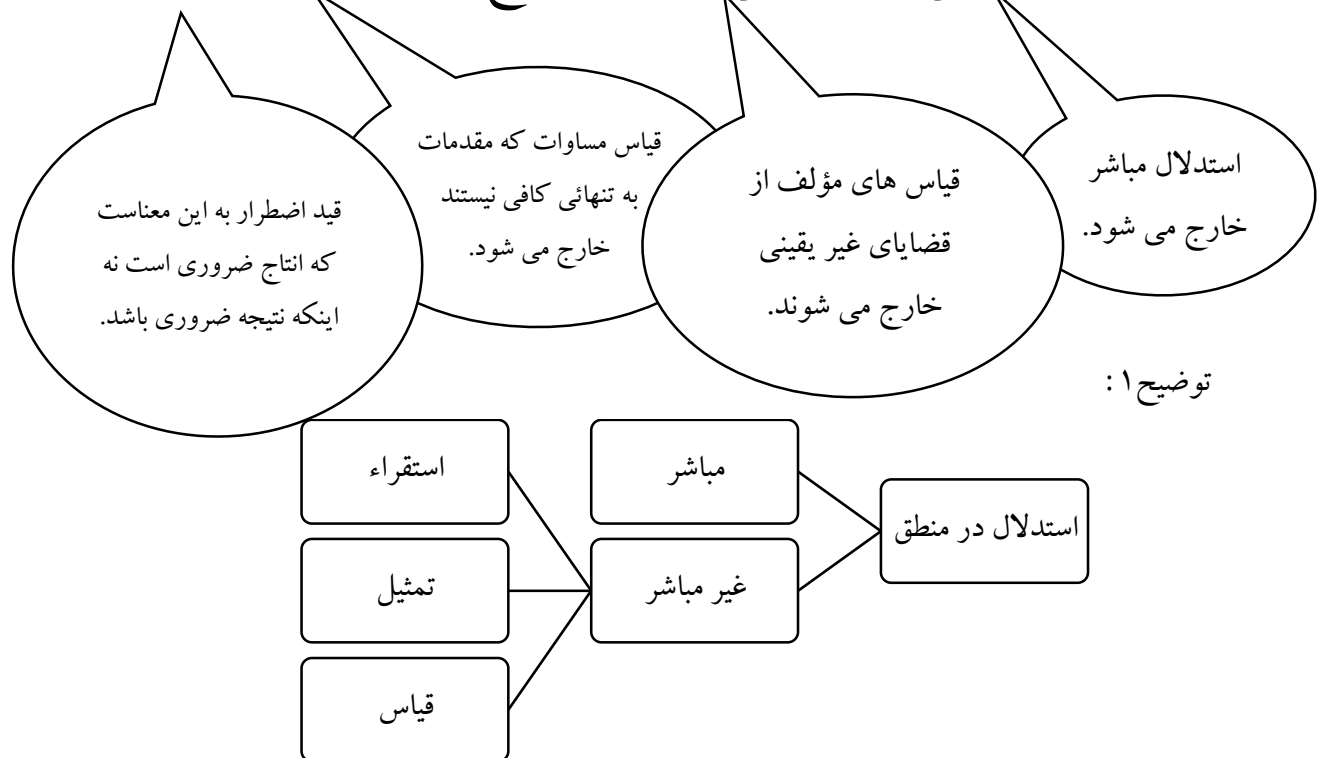 استدلال مباشر
خارج می شود.
قیاس های مؤلف از
قضایای غیر یقینی
خارج می شوند.
قیاس مساوات که مقدمات
به تنهائی کافی نیستند
خارج می شود.
قید اضطرار به این معناست
که انتاج ضروری است نه
اینکه نتیجه ضروری باشد.
توضیح۱:
استدلال در منطق
مباشر
غیر مباشر
استقراء
تمثیل
قیاس